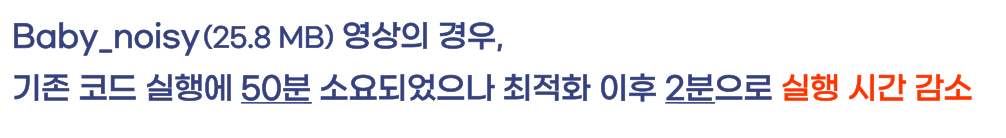 Baby_noisy(25.8 MB) 영상의 경우,
기존 코드 실행에 50분 소요되었으나 최적화 이후 2분으로 실행 시간 감소